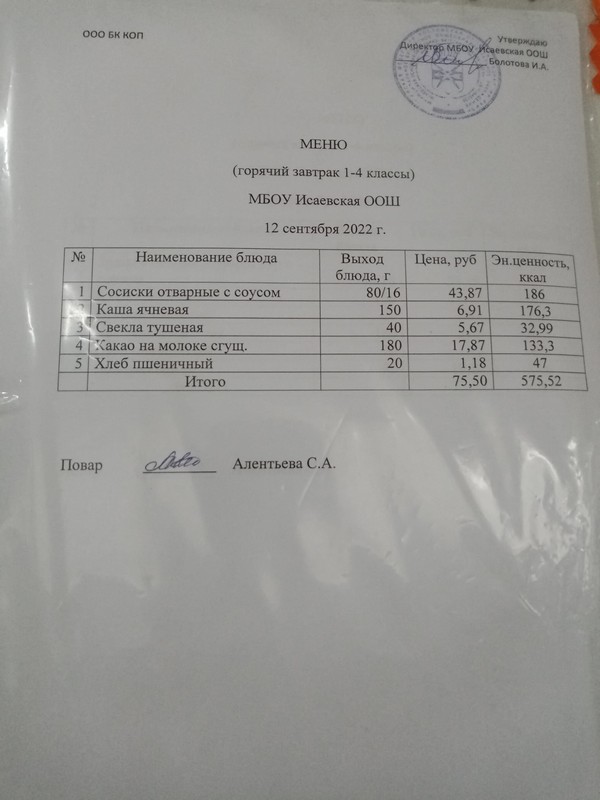 ООО БК КОП
Утверждаю
Директор МБОУ Исаевская ООШ
Болотова И.А.
МЕНЮ
(горячий завтрак 1-4 классы)
МБОУ Исаевская ООШ
12 сентября 2022 г.
№ Наименование блюда Выход блюда, г Цена, руб Эн.ценность, ккал
1 Сосиски отварные с соусом 80/16 43,87 186
2 Каша ячневая 150 6,91 176,3
3 Свекла тушеная 40 5,67 32,99
4 Какао на молоке сгущ. 180 17,87 133,3
5 Хлеб пшеничный 20 1,18 47
Итого 75,50 575,52
Повар Алентьева С.А.